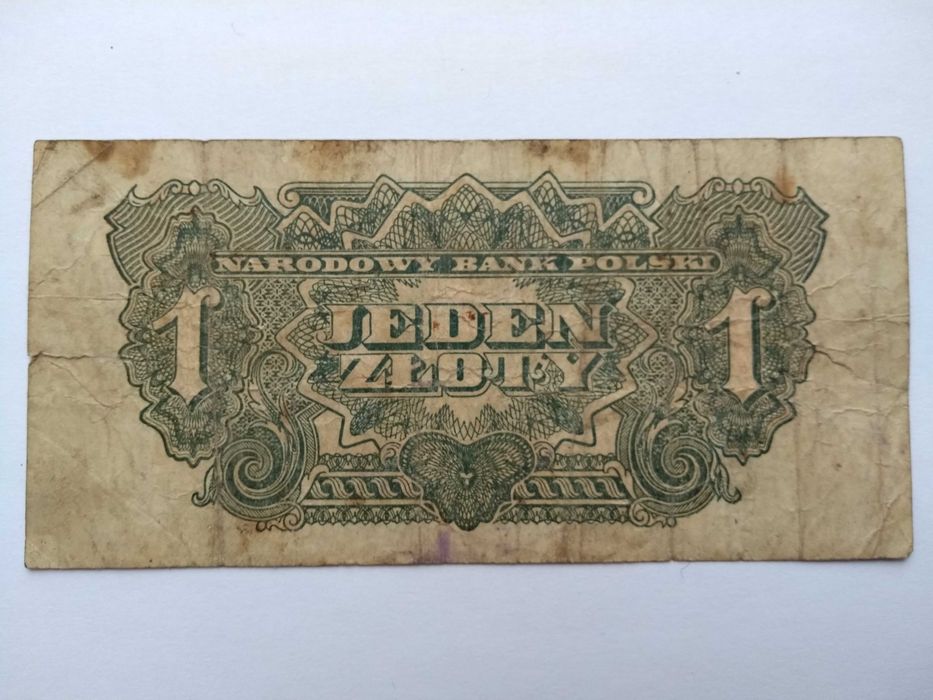 NARODOWY BANK POLSKI
1 JEDEN 1
ZŁOTY